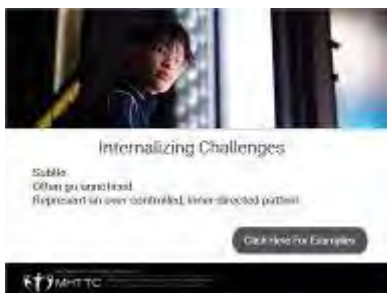 Internalizing Challenges
Subtle
Often go unnoticed
Represent an over-controlled, inner-directed pattern
Click Here For Examples
MHTTC